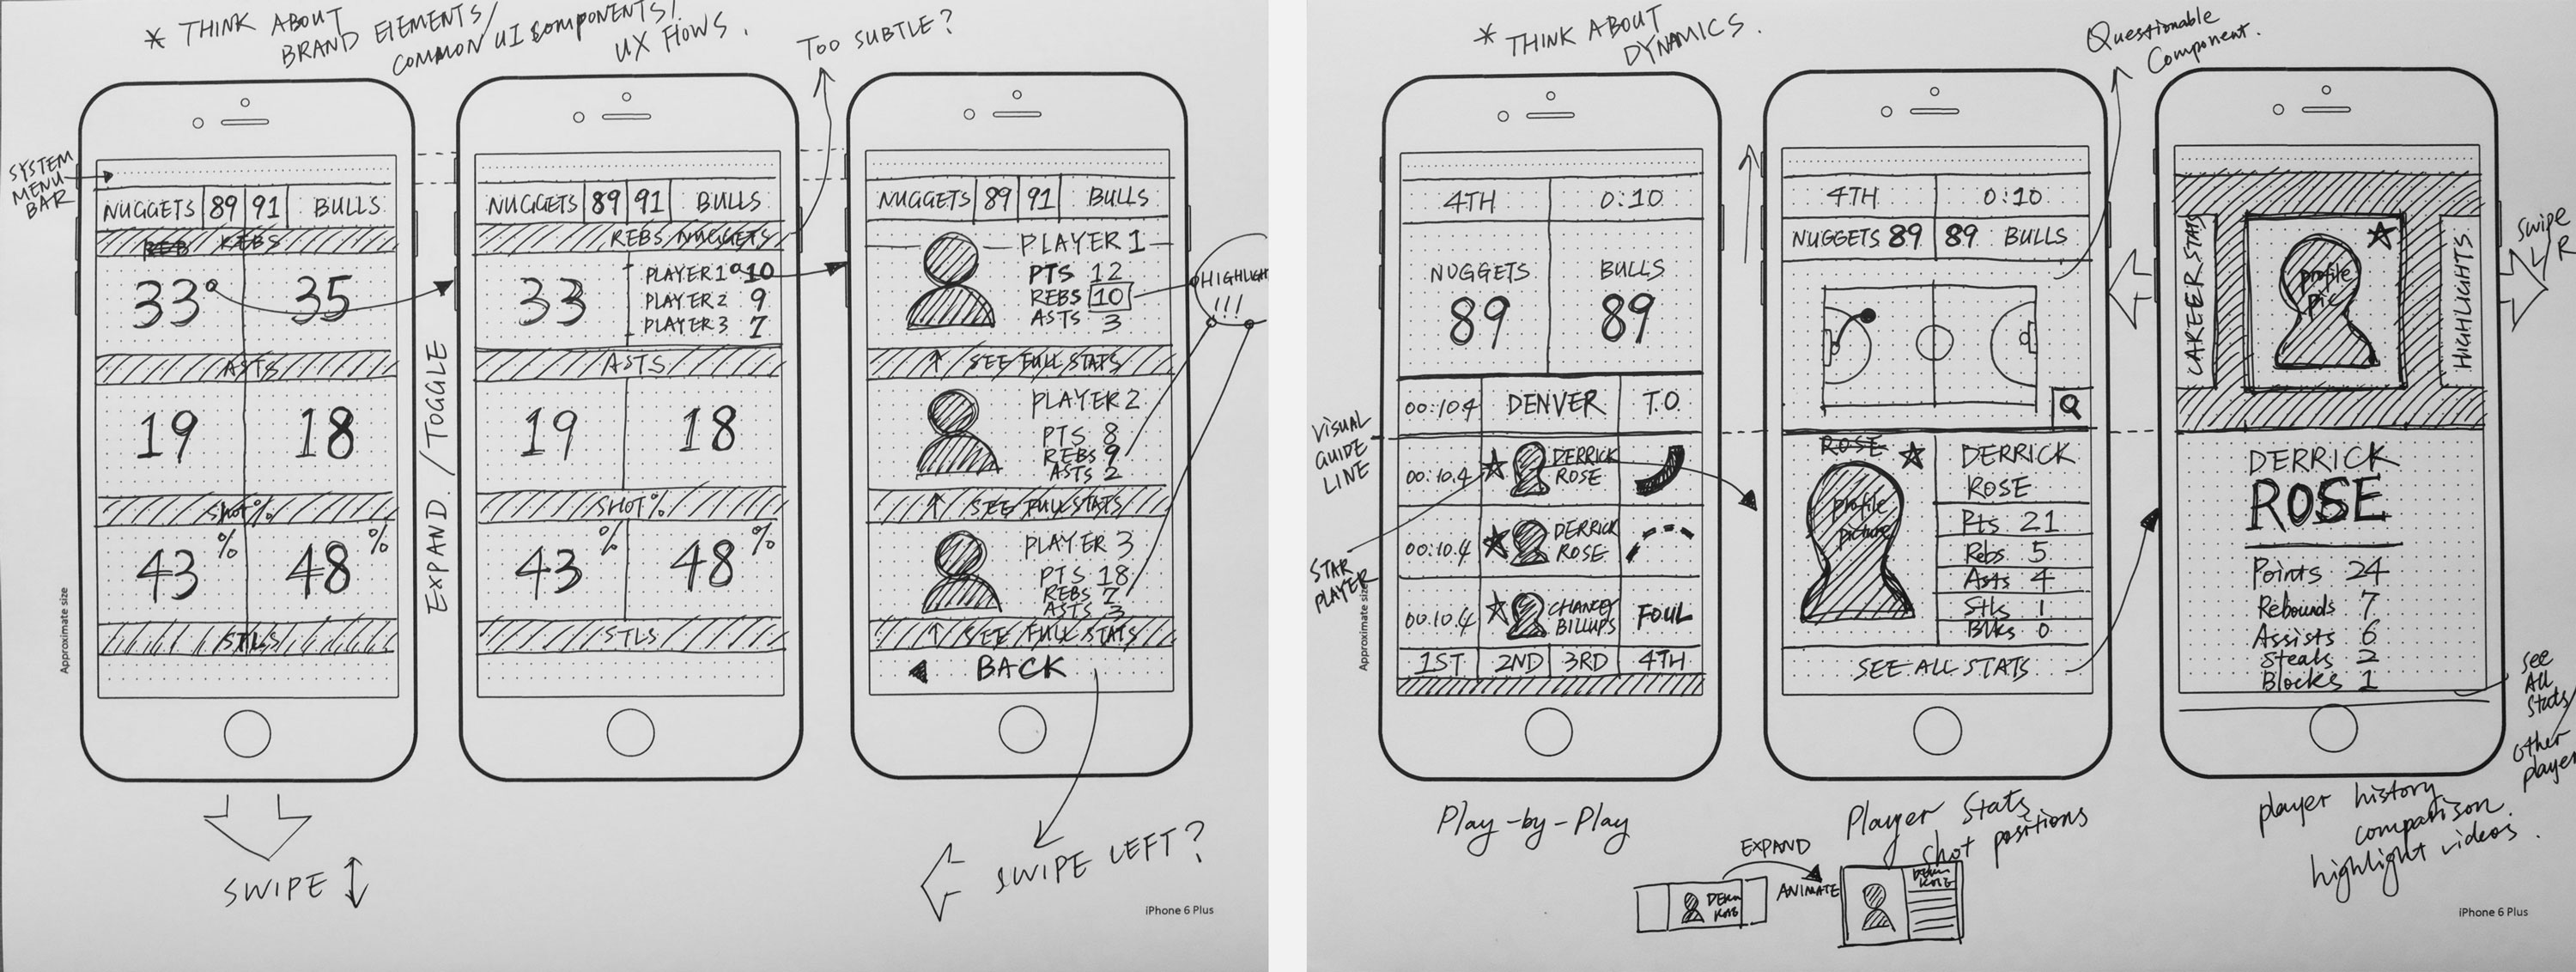 * THINK ABOUT
BRAND ElEMENTS/
COMMON UI COMPONENTS/
UX FlOWS.
TOO SUBTLE?
SYSTEM
MENU
BAR
NUGGETS 89 91 BULLS
REB REBS
33 35
ASTS
19 18
SHOT%
43% 48%
STLS
EXPAND / TOGGLE
Approximate size
SWIPE
NUGGETS 89 91 BULLS
REBS NUGGETS
33
PLAYER 1 10
PLAYER 2 9
PLAYER 3 7
ASTS
19 18
SHOT%
43% 48%
STLS
NUGGETS 89 91 BULLS
PLAYER 1
PTS 12
REBS 10
ASTS 3
HIGHLIGH
!!!
SEE FULL STATS
PLAYER 2
PTS 8
REBS 9
ASTS 2
SEE FULL STATS
PLAYER 3
PTS 18
REBS 7
ASTS 3
SEE FULL STATS
BACK
SWIPE LEFT?
iPhone 6 Plus
* THINK ABOUT
DYNAMICS.
Questionable
Component.
4TH 0:10
NUGGETS BULLS
89 89
00:10.4 DENVER T.O.
VISUAL
GUIDE
LINE
00:10.4 DERRICK
ROSE
00:10.4 DERRICK
ROSE
STAR
PLAYER
00.10.4 CHANCEY
BILLUPS FOUL
1ST 2ND 3RD 4TH
Approximate size
Play-by-Play
4TH 0:10
NUGGETS 89 89 BULLS
ROSE
profile
picture
DERRICK
ROSE
Pts 21
Rebs 5
Asts 4
Stls 1
Blks 0
SEE ALL STATS
Player Stats
shot positions
EXPAND
ANIMATE
CAREER STATS
profile
pic
HIGHLIGHTS
SWIPE
L/R
DERRICK
ROSE
Points 24
Rebounds 7
Assists 6
Steals 2
Blocks 1
see
All
Stats/
other
player
player history
comparison.
highlight videos.
iPhone 6 Plus